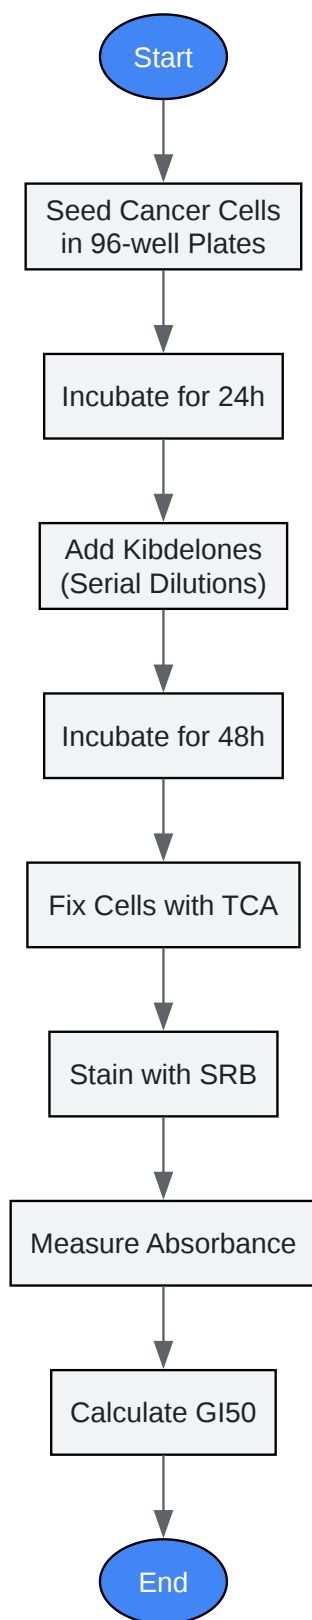 Start
Seed Cancer Cells
in 96-well Plates
Incubate for 24h
Add Kibdelones
(Serial Dilutions)
Incubate for 48h
Fix Cells with TCA
Stain with SRB
Measure Absorbance
Calculate GI50
End